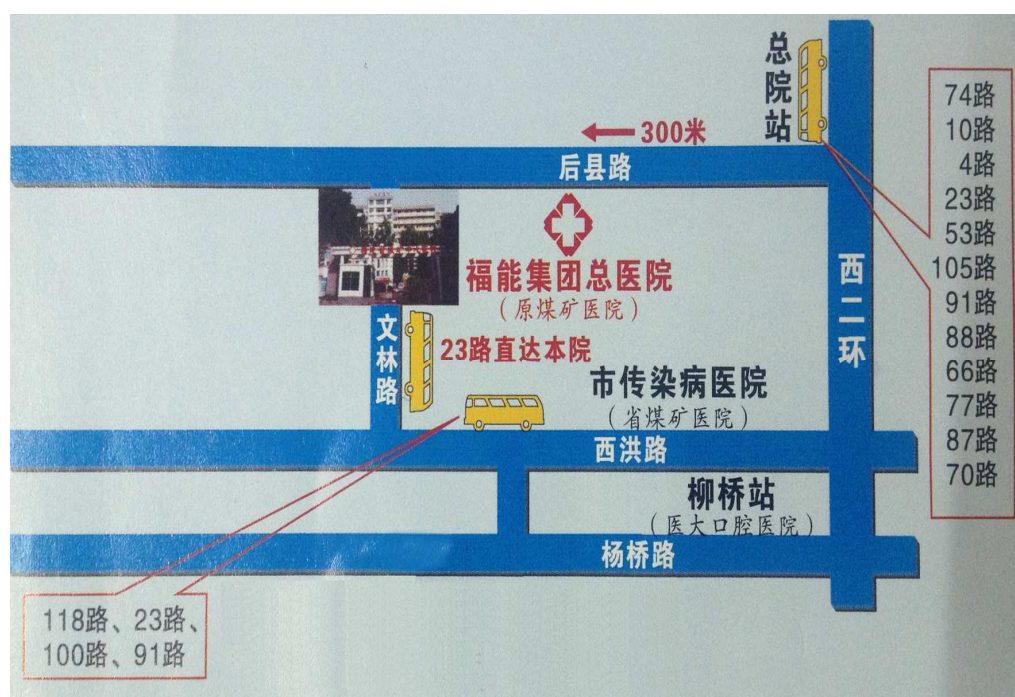 总院站
74路
10路
4路
23路
53路
105路
91路
88路
66路
77路
87路
70路
300米
后县路
西二环
福能集团总医院
（原煤矿医院）
文林路
23路直达本院
市传染病医院
（省煤矿医院）
西洪路
柳桥站
（医大口腔医院）
杨桥路
118路、23路、
100路、91路